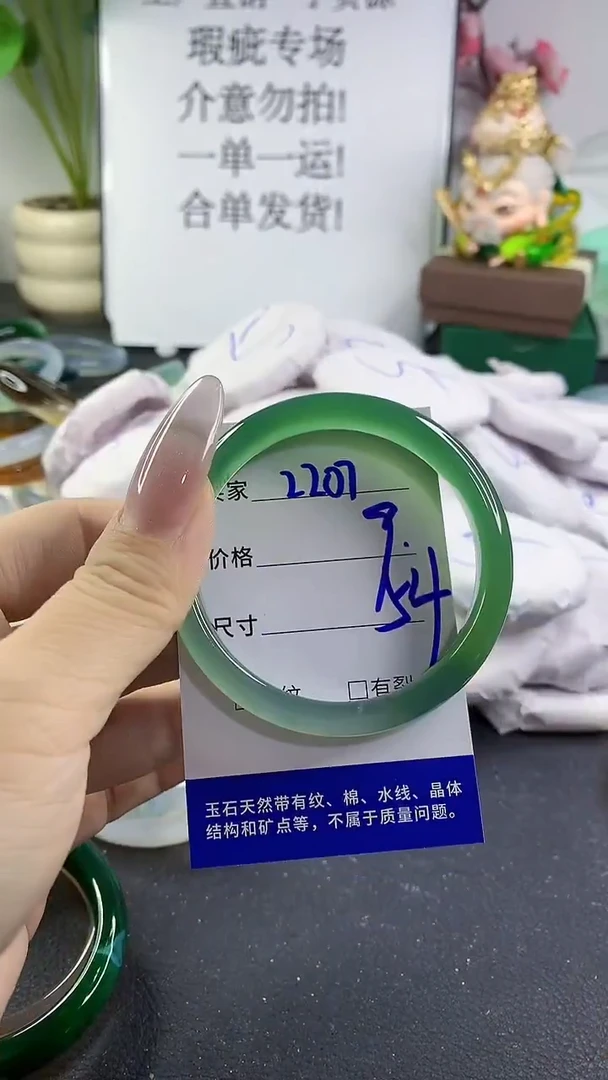 瑕疵专场
介意勿拍!
一单一运!
合单发货!
家 2207
价格
尺寸 54
纹 □有裂
玉石天然带有纹、棉、水线、晶体
结构和矿点等，不属于质量问题。